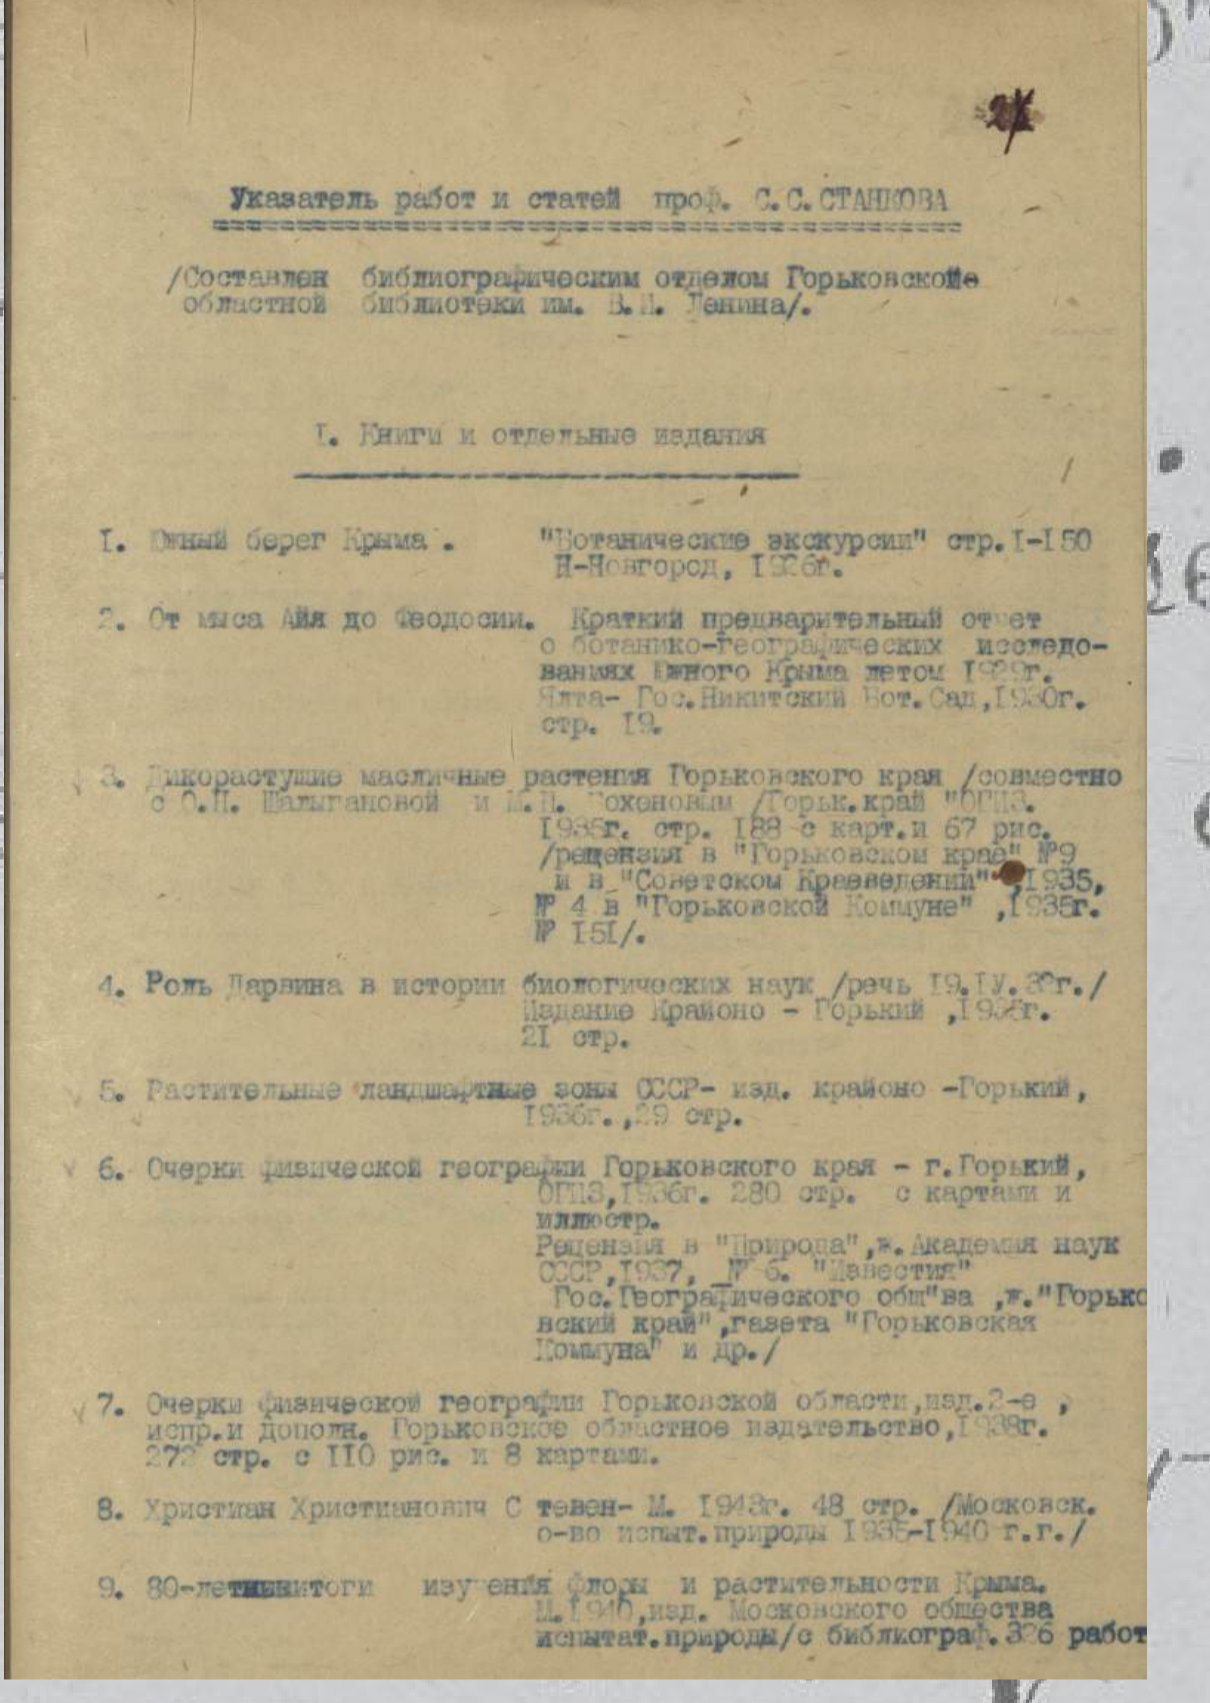 Указатель работ и статей проф. С.С.СТАНКОВА
/Составлен библиографическим отделом Горьковской
областной библиотеки им. В.И. Ленина/.
I. Книги и отдельные издания
I. Южный берег Крыма . "Ботанические экскурсии" стр.I-I50
Н-Новгород, I926г.
2. От мыса Айя до Феодосии. Краткий предварительный отчет
о ботанико-географических исследо-
ваниях Южного Крыма летом I929г.
Ялта- Гос.Никитский Бот.Сад,I930г.
стр. I9.
3. Дикорастущие масличные растения Горьковского края /совместно
с О.Н. Шалыгановой и /Горьк.край "ОГИЗ.
I935г. стр. I88 с карт.и 67 рис.
/рецензия в "Горьковском крае" №9
и в "Советском Краеведении" ,I935,
№ 4 в "Горьковской Коммуне" ,I935г.
№ I5I/.
4. Роль Дарвина в истории биологических наук /речь I9.IУ.32г./
Издание Крайоно - Горький ,I935г.
2I стр.
5. Растительные ландшафтные зоны СССР- изд. крайоно -Горький,
I936г.,29 стр.
6. Очерки физической географии Горьковского края - г.Горький,
ОГИЗ,I936г. 280 стр. с картами и
иллюстр.
Рецензия в "Природа",ж.Академия наук
СССР,I937, № 6. "Известия"
Гос.Географического общ"ва ,ж."Горько
вский край",газета "Горьковская
Коммуна" и др./
7. Очерки физической географии Горьковской области,изд.2-е ,
испр.и дополн. Горьковское областное издательство,I938г.
272 стр. с IIO рис. и 8 картами.
8. Христиан Христианович С тевен- М. I943г. 48 стр. /Московск.
о-во испыт.природы I935-I940 г.г./
9. 80-летние итоги изучения флоры и растительности Крыма.
М.I940,изд. Московского общества
испытат.природы/с библиограф.326 работ